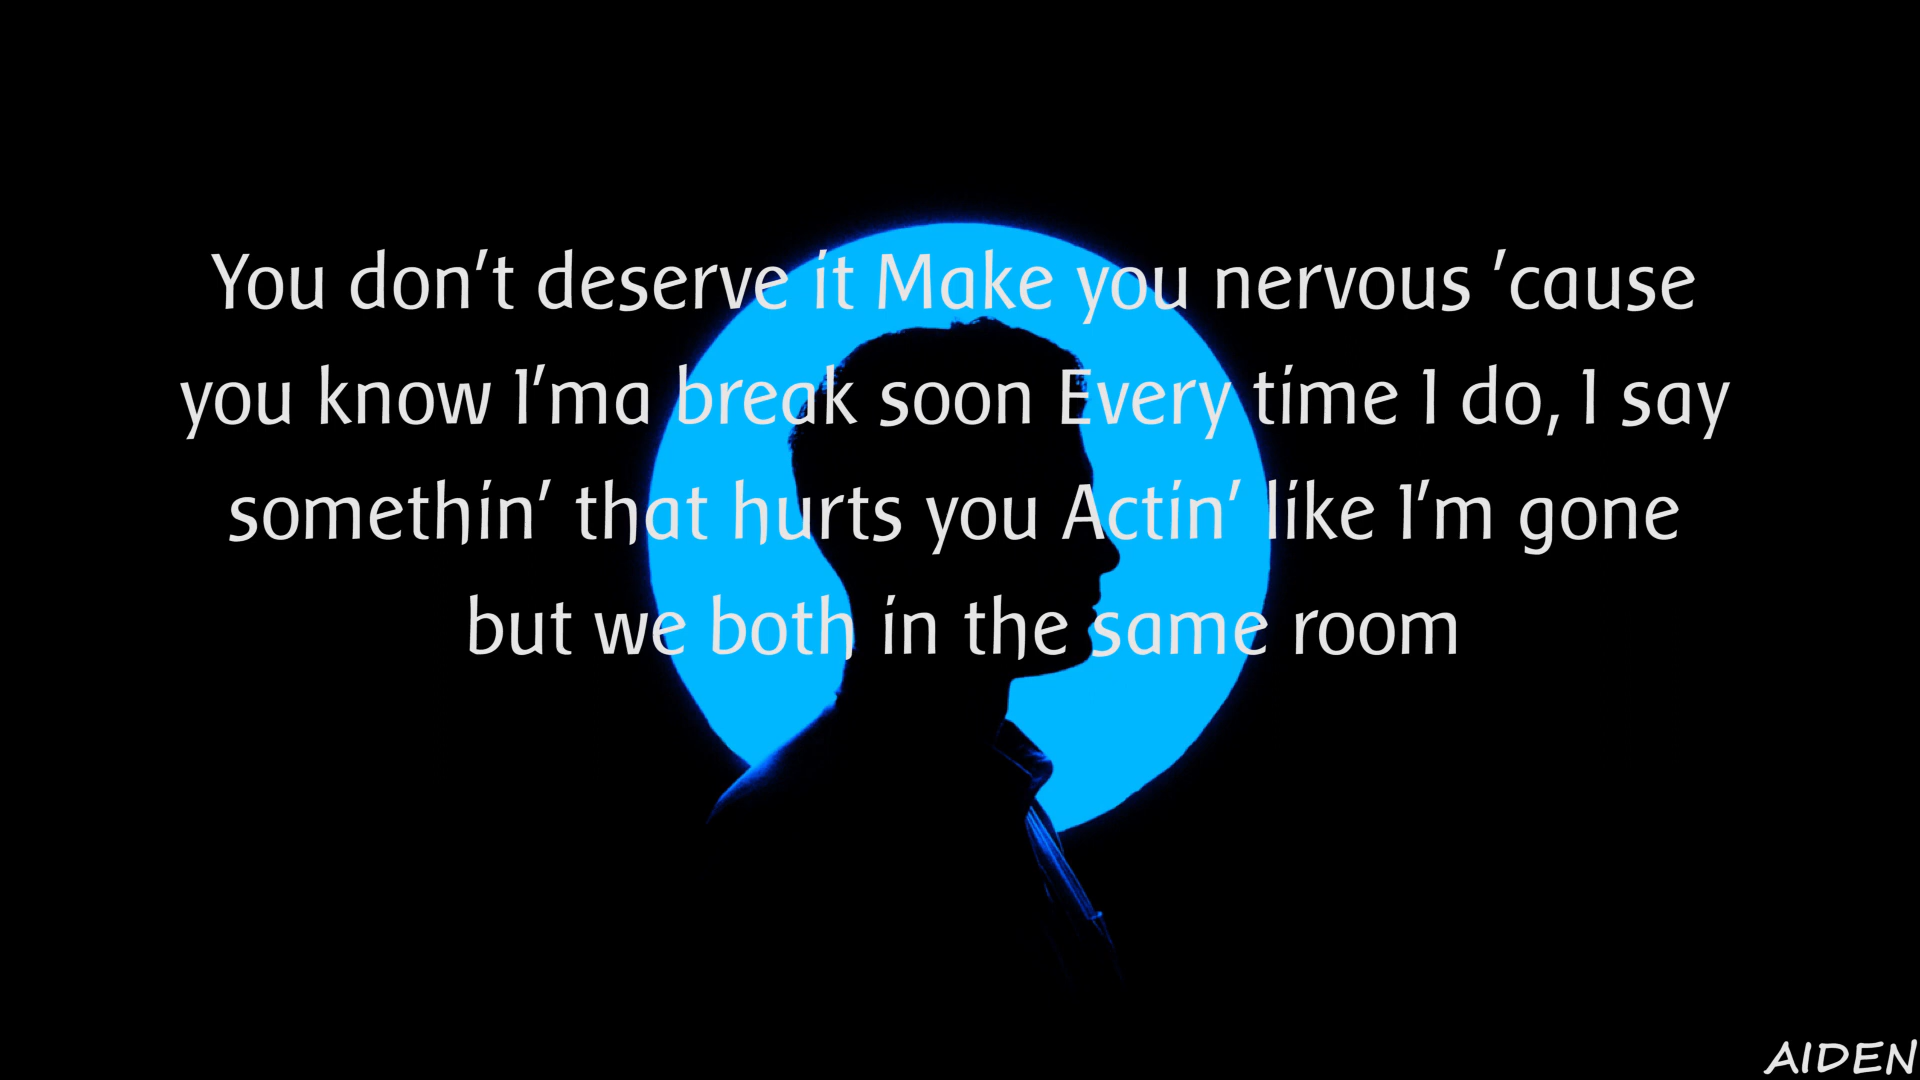 You don’t deserve it Make you nervous ’cause
you know I’ma break soon Every time I do, I say
somethin’ that hurts you Actin’ like I’m gone
but we both in the same room
AIDEN